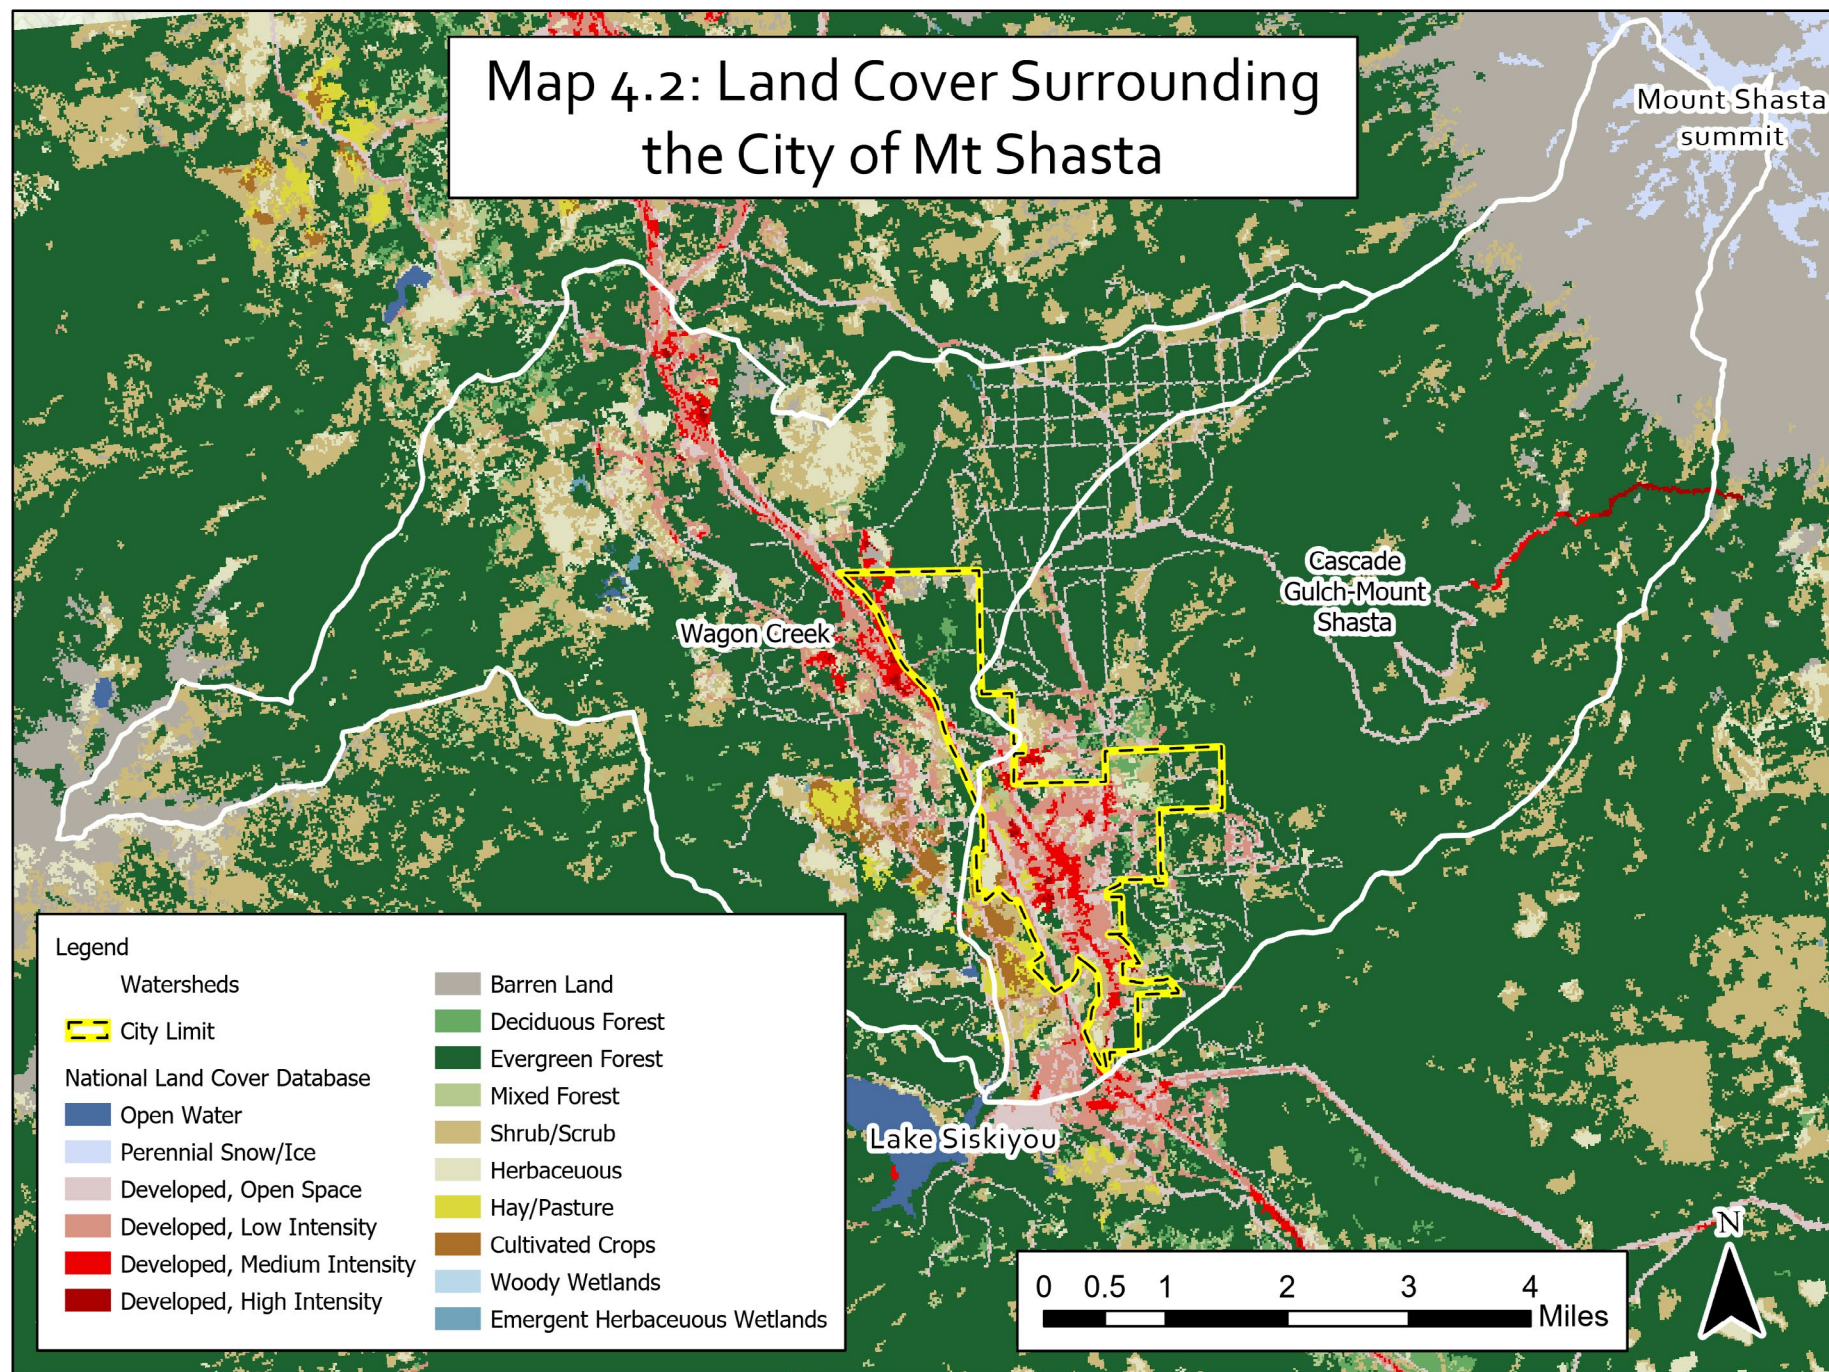 Map 4.2: Land Cover Surrounding
the City of Mt Shasta
Mount Shasta
summit
Cascade
Gulch-Mount
Shasta
Wagon Creek
Lake Siskiyou
Legend
Watersheds
City Limit
National Land Cover Database
Open Water
Perennial Snow/Ice
Developed, Open Space
Developed, Low Intensity
Developed, Medium Intensity
Developed, High Intensity
Barren Land
Deciduous Forest
Evergreen Forest
Mixed Forest
Shrub/Scrub
Herbaceuous
Hay/Pasture
Cultivated Crops
Woody Wetlands
Emergent Herbaceuous Wetlands
0 0.5 1 2 3 4
Miles
N